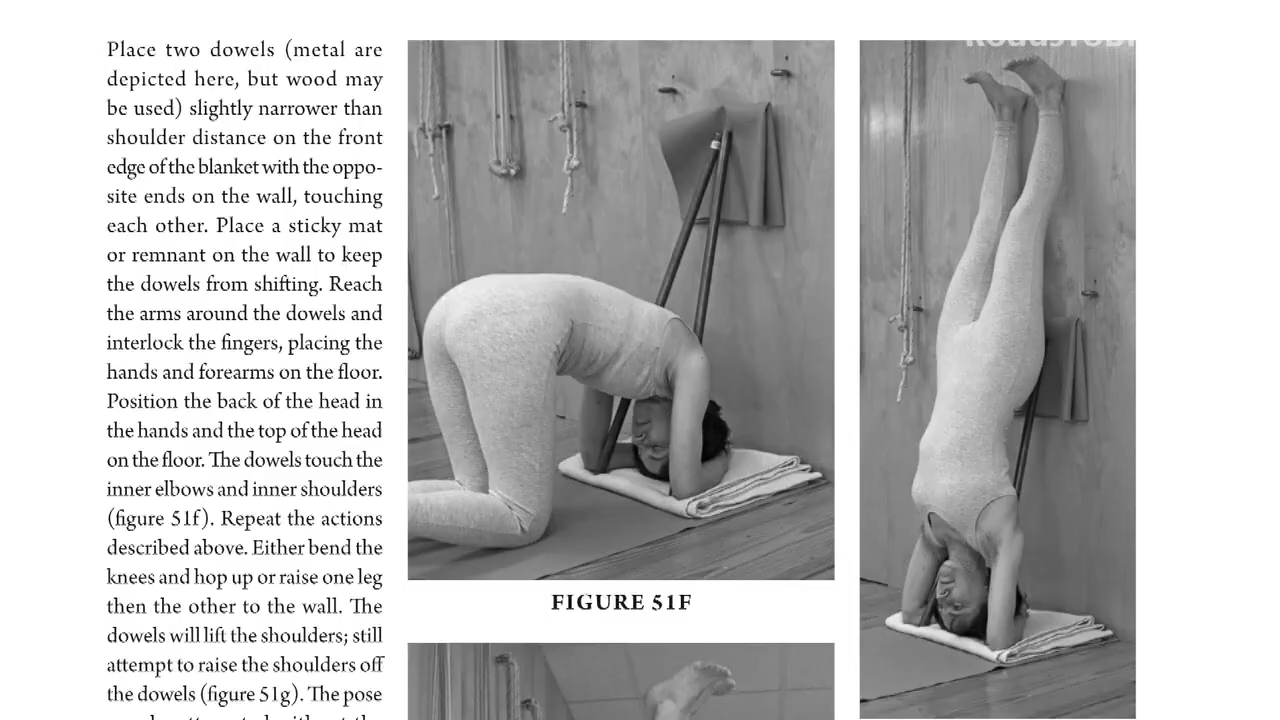 Place two dowels (metal are
depicted here, but wood may
be used) slightly narrower than
shoulder distance on the front
edge of the blanket with the oppo-
site ends on the wall, touching
each other. Place a sticky mat
or remnant on the wall to keep
the dowels from shifting. Reach
the arms around the dowels and
interlock the fingers, placing the
hands and forearms on the floor.
Position the back of the head in
the hands and the top of the head
on the floor. The dowels touch the
inner elbows and inner shoulders
(figure 51f). Repeat the actions
described above. Either bend the
knees and hop up or raise one leg
then the other to the wall. The
dowels will lift the shoulders; still
attempt to raise the shoulders off
the dowels (figure 51g). The pose
FIGURE 51F